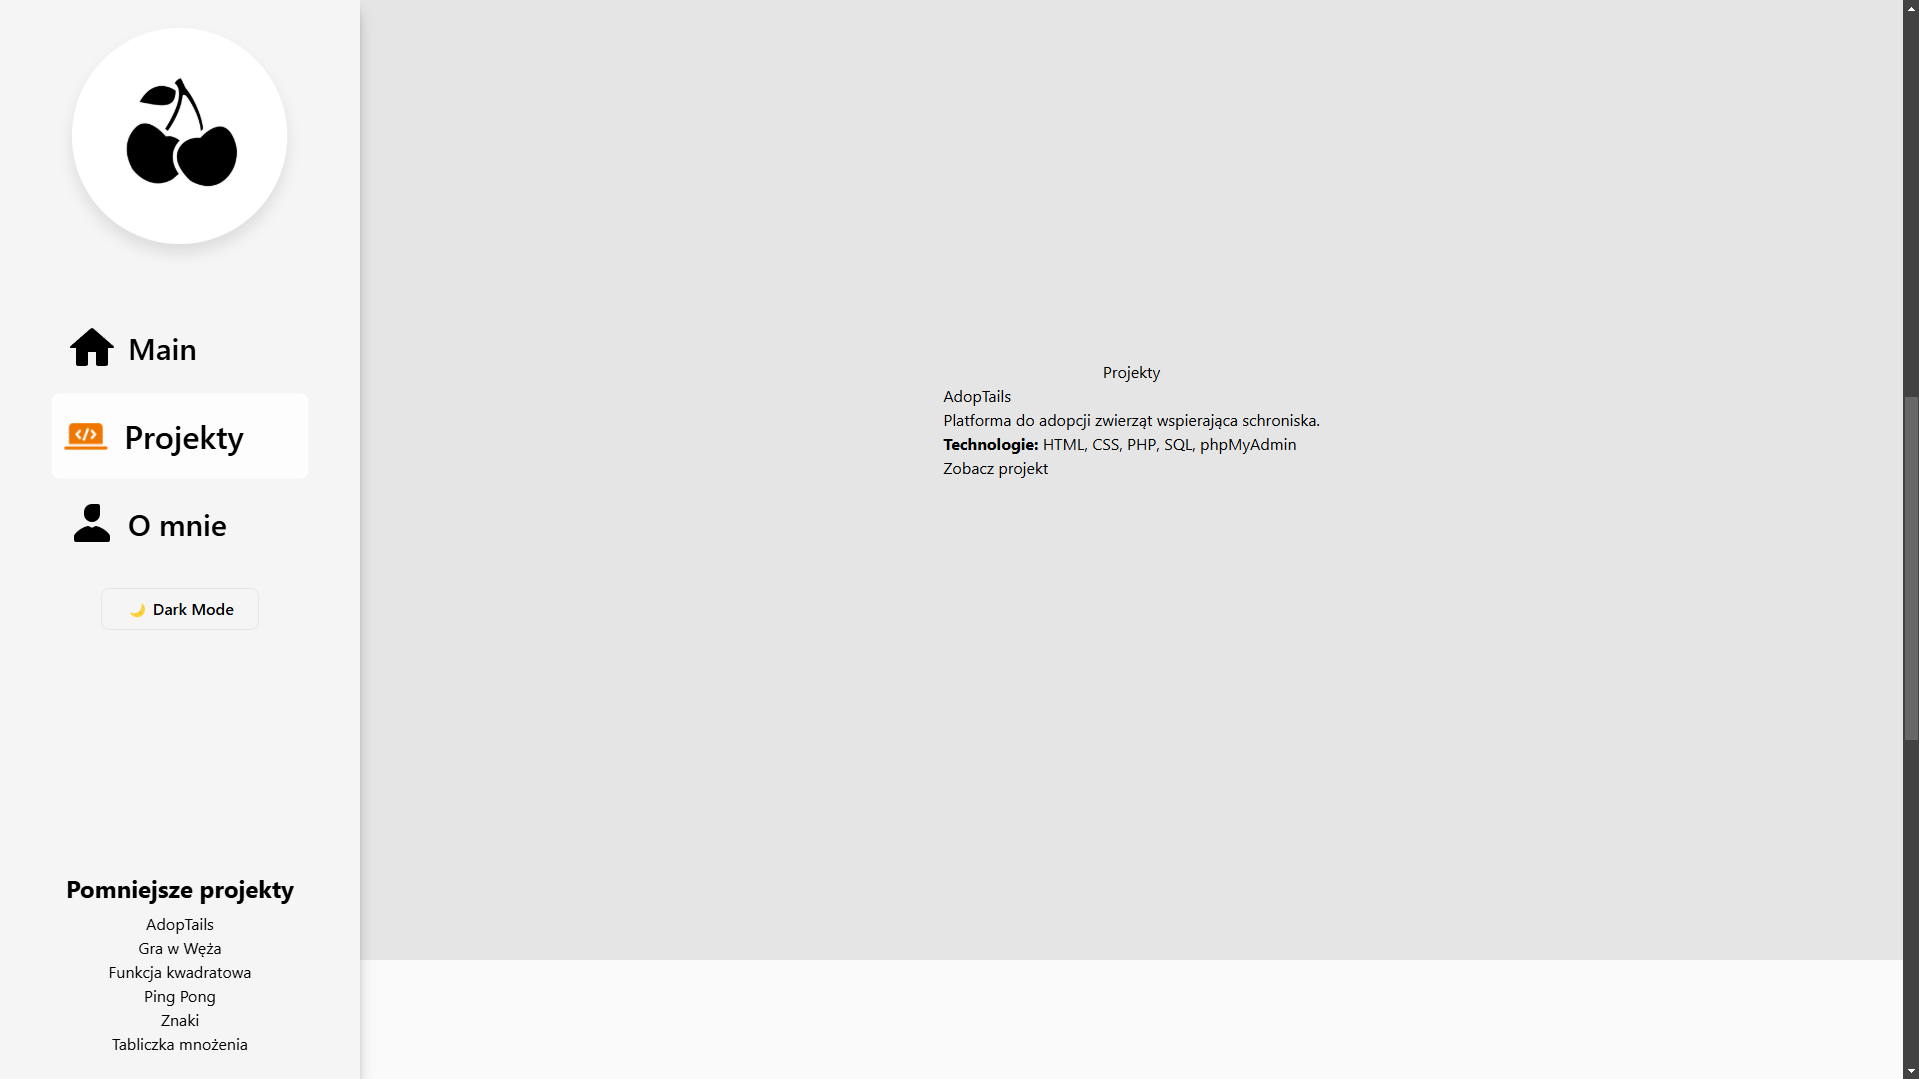 Main
Projekty
O mnie
🌙 Dark Mode
Pomniejsze projekty
AdopTails
Gra w Węża
Funkcja kwadratowa
Ping Pong
Znaki
Tabliczka mnożenia
Projekty
AdopTails
Platforma do adopcji zwierząt wspierająca schroniska.
Technologie: HTML, CSS, PHP, SQL, phpMyAdmin
Zobacz projekt